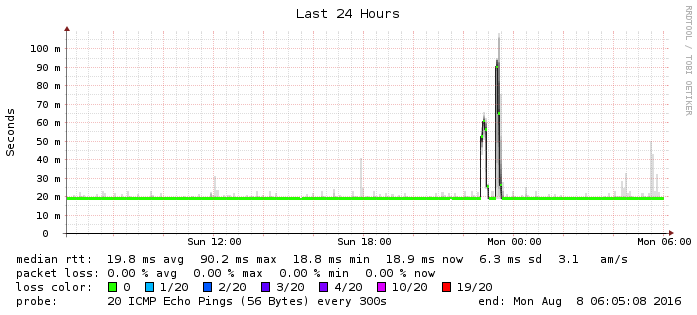 Last 24 Hours
RRDTOOL / TOBI OETIKER
Seconds
100 m
90 m
80 m
70 m
60 m
50 m
40 m
30 m
20 m
10 m
0
Sun 12:00 Sun 18:00 Mon 00:00 Mon 06:00
median rtt: 19.8 ms avg 90.2 ms max 18.8 ms min 18.9 ms now 6.3 ms sd 3.1 am/s
packet loss: 0.00 % avg 0.00 % max 0.00 % min 0.00 % now
loss color: 0 1/20 2/20 3/20 4/20 10/20 19/20
probe: 20 ICMP Echo Pings (56 Bytes) every 300s end: Mon Aug 8 06:05:08 2016